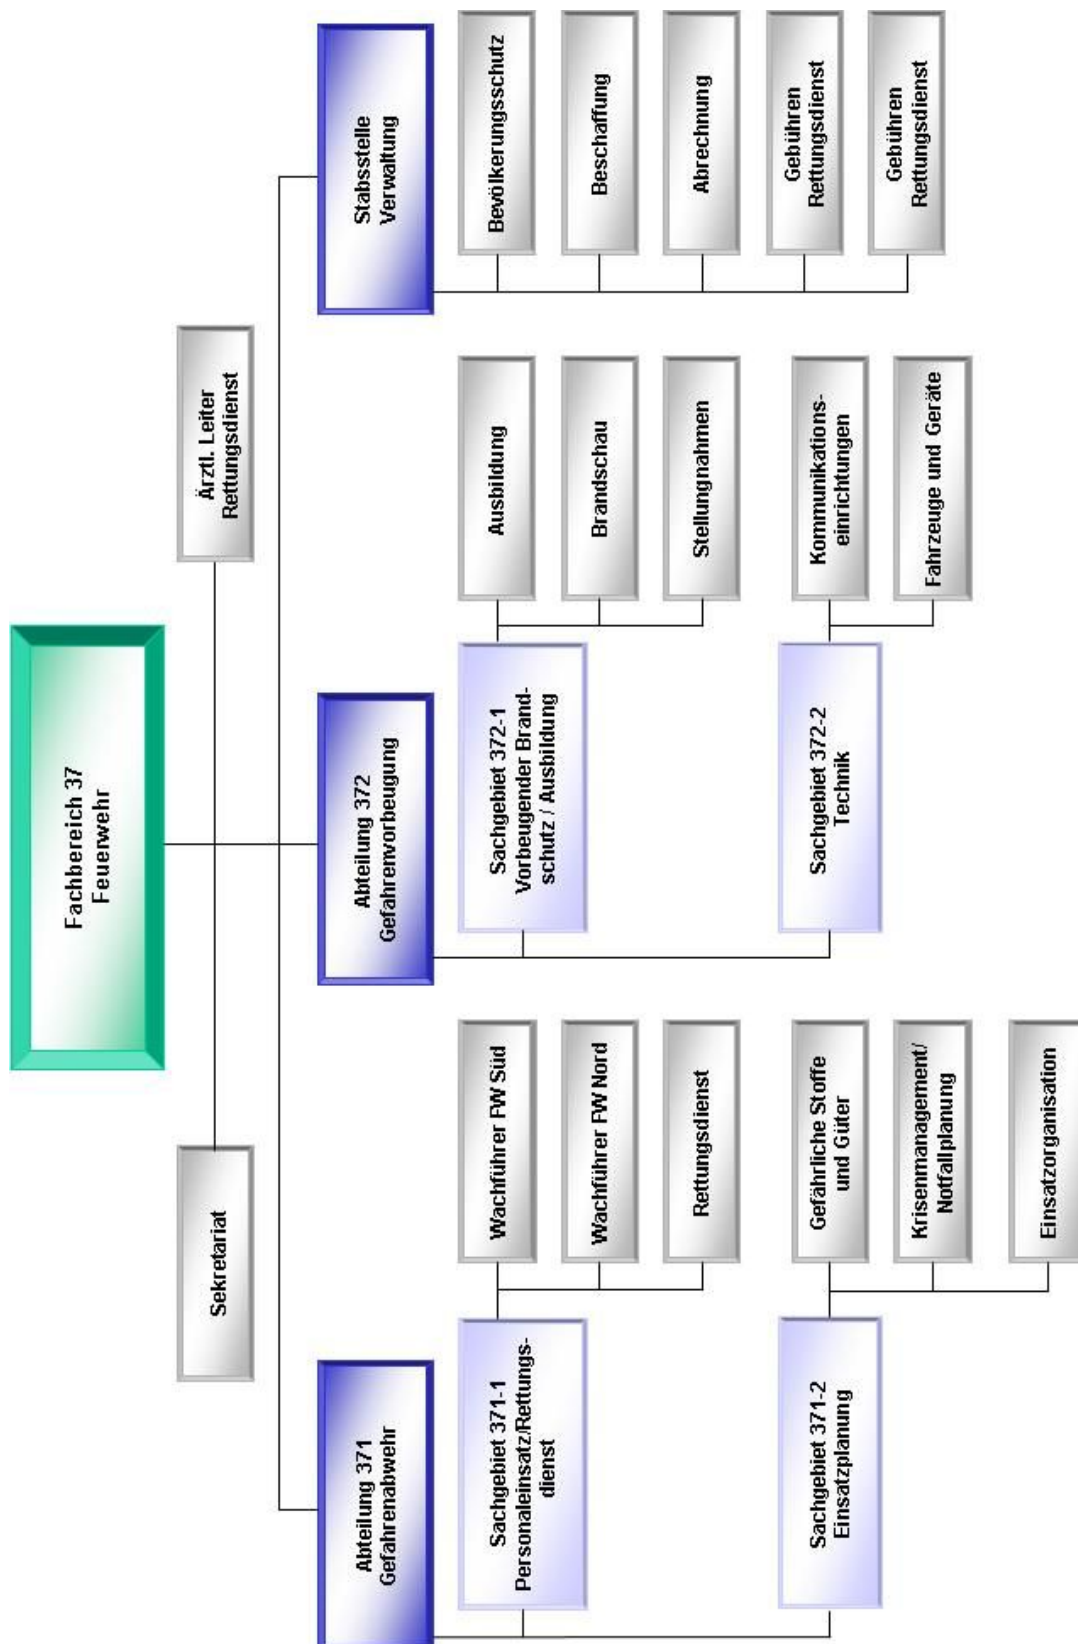 Fachbereich 37
Feuerwehr
Sekretariat
Ärztl. Leiter
Rettungsdienst
Abteilung 371
Gefahrenabwehr
Abteilung 372
Gefahrenvorbeugung
Stabsstelle
Verwaltung
Sachgebiet 371-1
Personaleinsatz/Rettungs-
dienst
Wachführer FW Süd
Wachführer FW Nord
Rettungsdienst
Sachgebiet 371-2
Einsatzplanung
Gefährliche Stoffe
und Güter
Krisenmanagement/
Notfallplanung
Einsatzorganisation
Sachgebiet 372-1
Vorbeugender Brand-
schutz / Ausbildung
Ausbildung
Brandschau
Stellungnahmen
Sachgebiet 372-2
Technik
Kommunikations-
einrichtungen
Fahrzeuge und Geräte
Bevölkerungsschutz
Beschaffung
Abrechnung
Gebühren
Rettungsdienst
Gebühren
Rettungsdienst